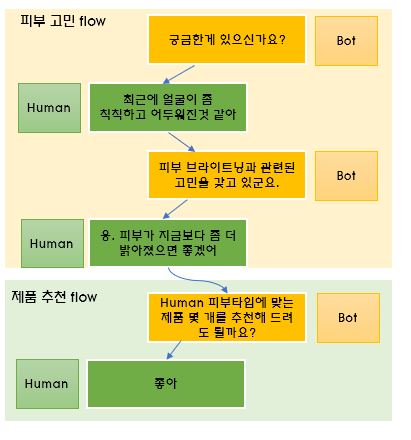 피부 고민 flow
궁금한게 있으신가요?
Bot
Human
최근에 얼굴이 좀
칙칙하고 어두워진것 같아
피부 브라이트닝과 관련된
고민을 갖고 있군요.
Bot
Human
응. 피부가 지금보다 좀 더
밝아졌으면 좋겠어
제품 추천 flow
Human 피부타입에 맞는
제품 몇 개를 추천해 드려
도 될까요?
Bot
Human
좋아